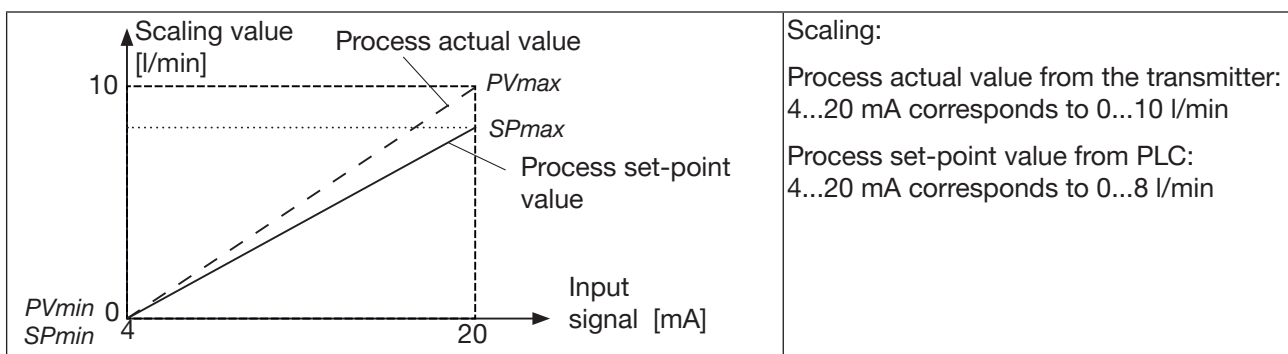 Scaling value
[l/min]
Process actual value
10
PVmax
SPmax
Process set-point
value
PVmin
SPmin
0
4
20
Input
signal [mA]
Scaling:
Process actual value from the transmitter:
4...20 mA corresponds to 0...10 l/min
Process set-point value from PLC:
4...20 mA corresponds to 0...8 l/min